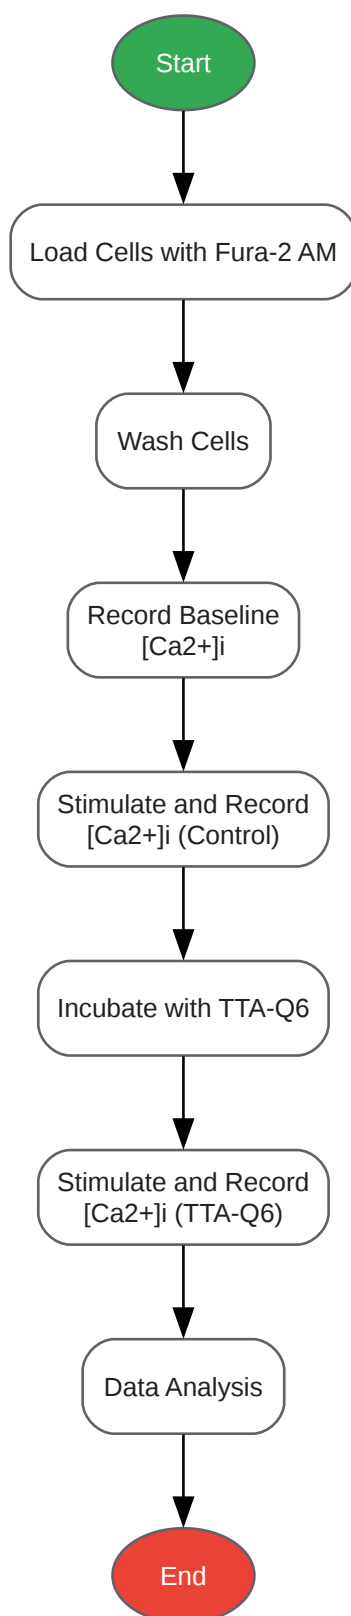 Start
Load Cells with Fura-2 AM
Wash Cells
Record Baseline
[Ca2+]i
Stimulate and Record
[Ca2+]i (Control)
Incubate with TTA-Q6
Stimulate and Record
[Ca2+]i (TTA-Q6)
Data Analysis
End